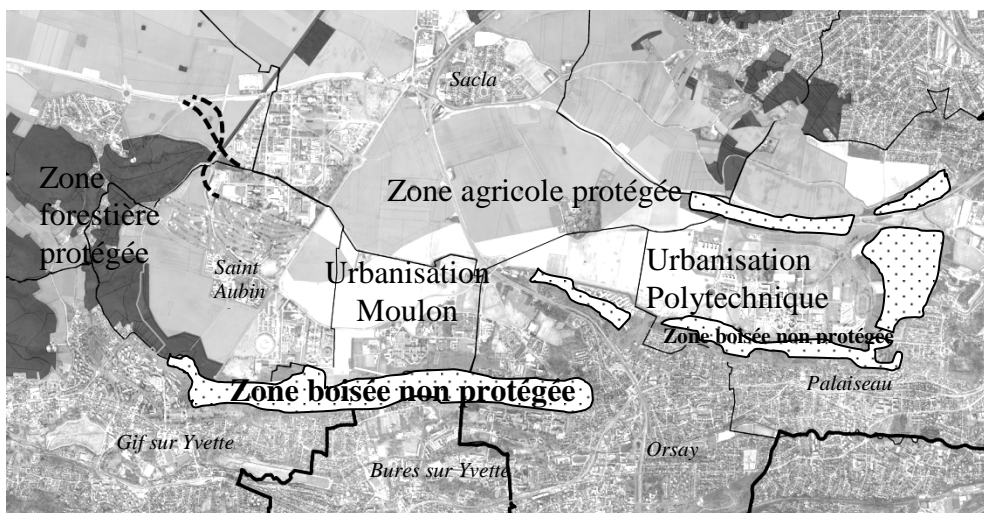 Sacla
Zone
forestière
protégée
Zone agricole protégée
Saint
Aubin
Urbanisation
Moulon
Urbanisation
Polytechnique
Zone boisée non protégée
Palaiseau
Zone boisée non protégée
Gif sur Yvette
Bures sur Yvette
Orsay